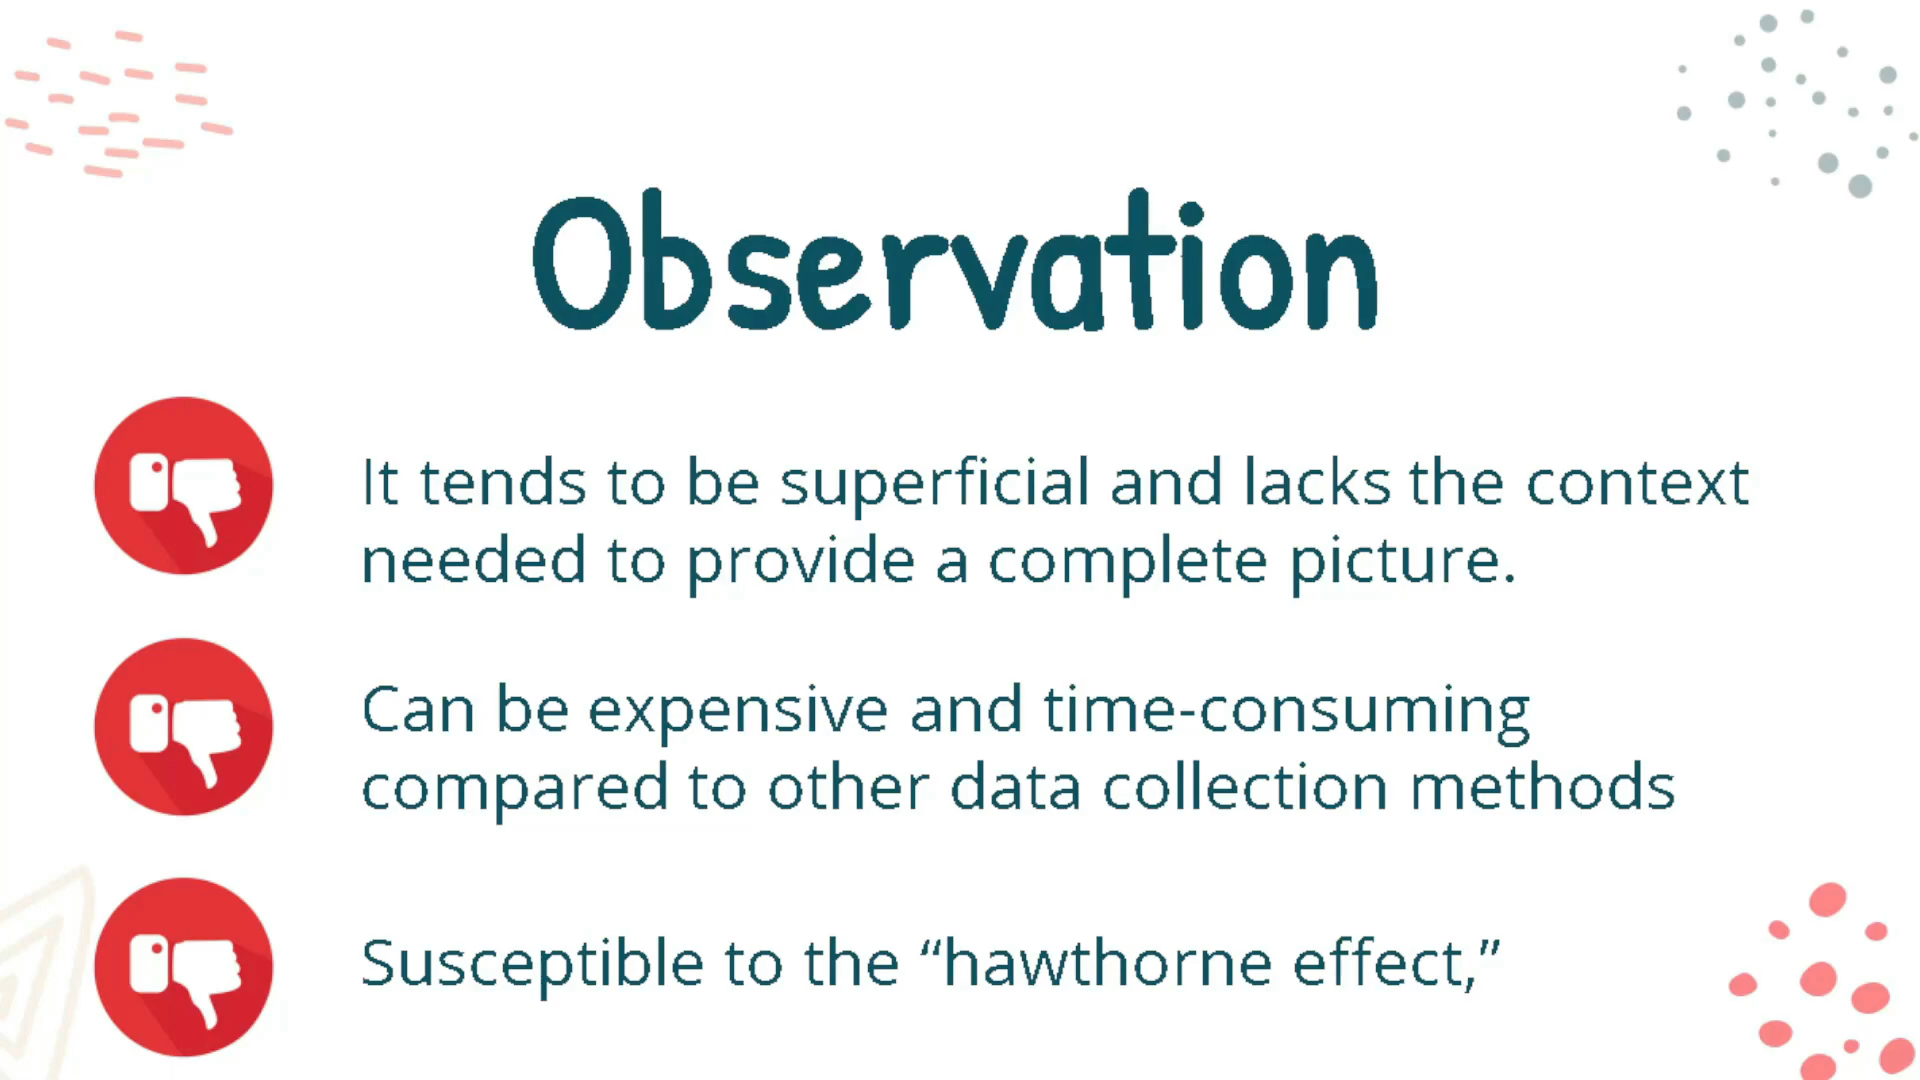 Observation
It tends to be superficial and lacks the context
needed to provide a complete picture.
Can be expensive and time-consuming
compared to other data collection methods
Susceptible to the “hawthorne effect,”